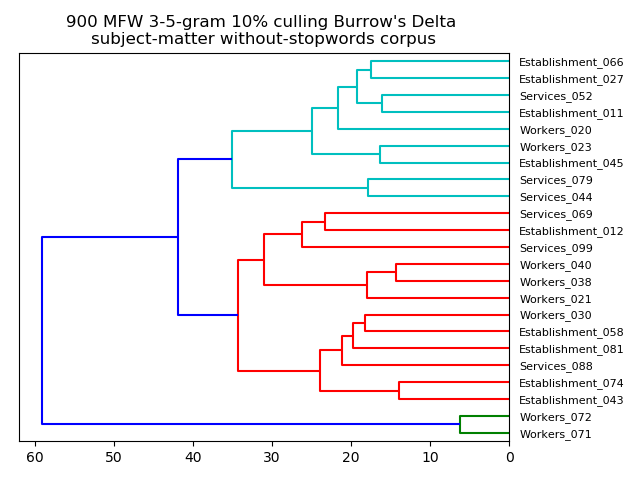 900 MFW 3-5-gram 10% culling Burrow's Delta
subject-matter without-stopwords corpus
Establishment_066
Establishment_027
Services_052
Establishment_011
Workers_020
Workers_023
Establishment_045
Services_079
Services_044
Services_069
Establishment_012
Services_099
Workers_040
Workers_038
Workers_021
Workers_030
Establishment_058
Establishment_081
Services_088
Establishment_074
Establishment_043
Workers_072
Workers_071
60 50 40 30 20 10 0